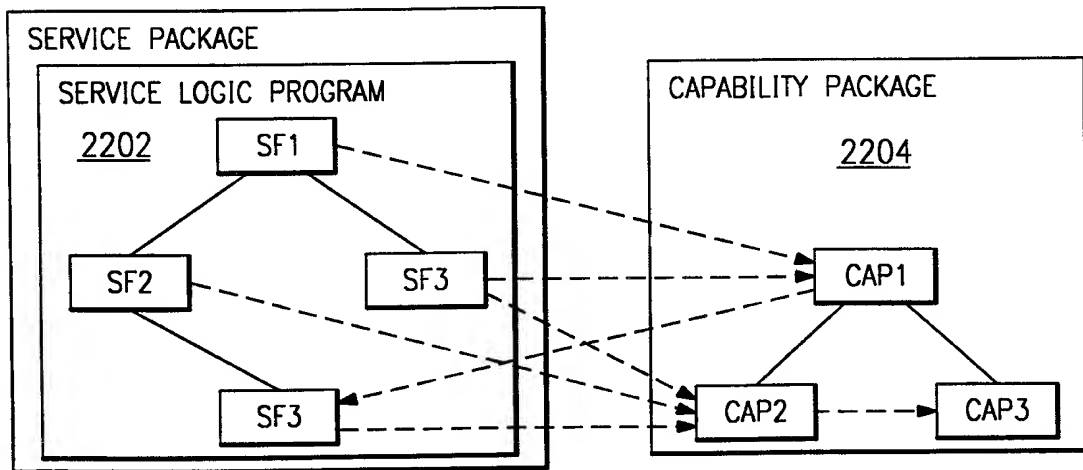 SERVICE PACKAGE
SERVICE LOGIC PROGRAM
2202
SF1
SF2
SF3
SF3
CAPABILITY PACKAGE
2204
CAP1
CAP2
CAP3